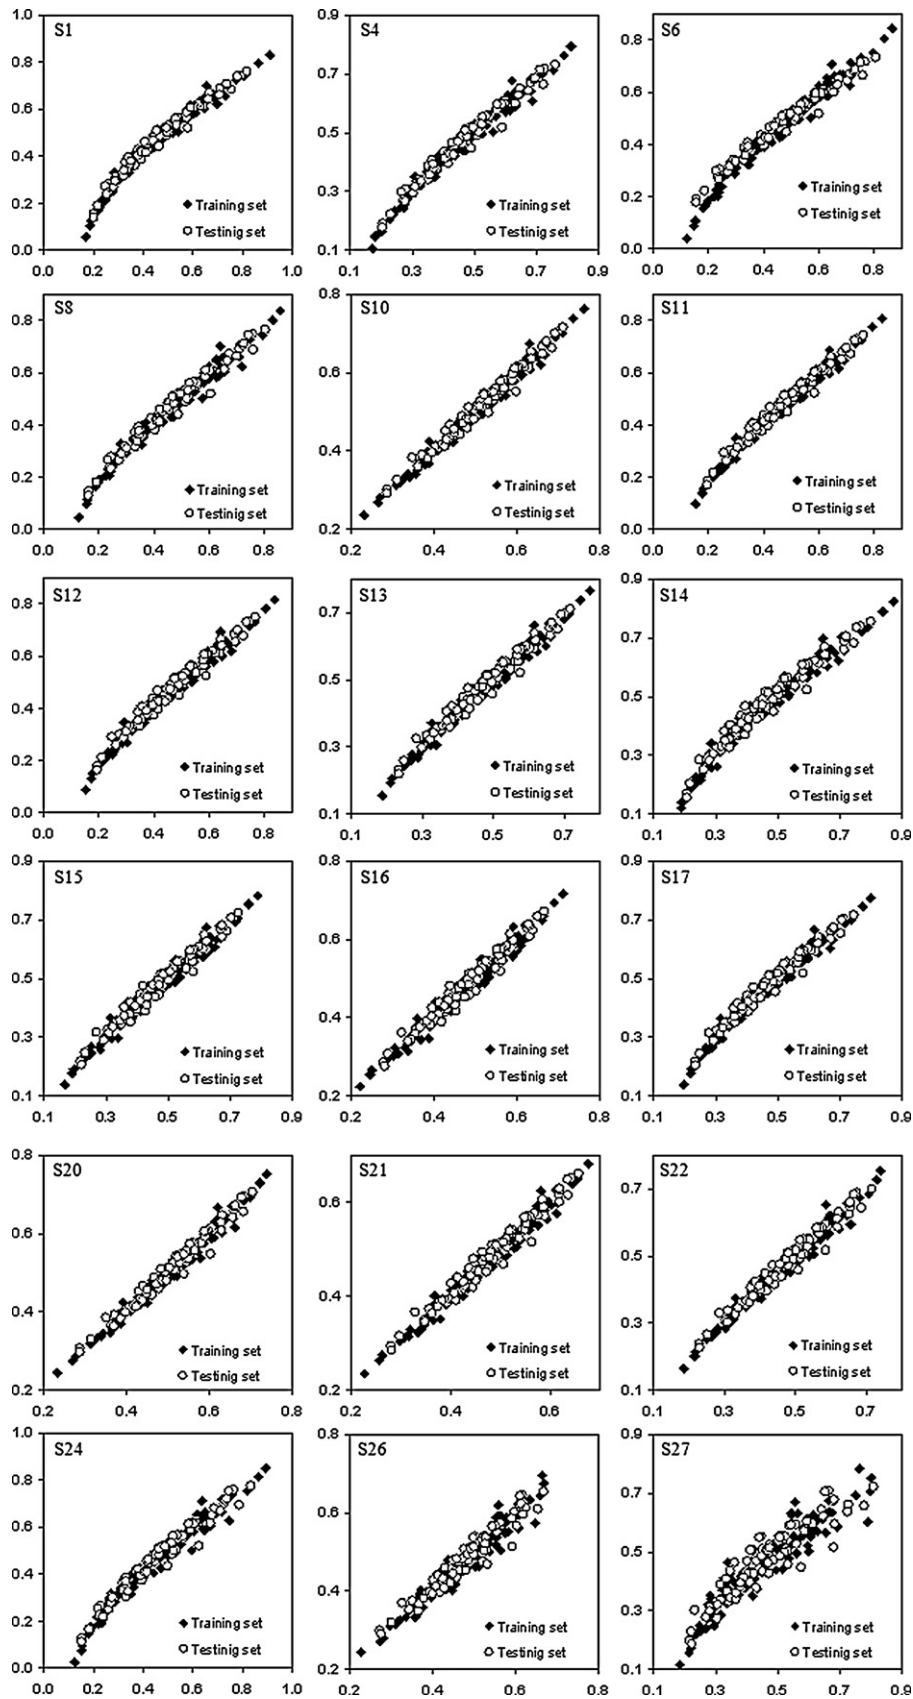 S1
1.0
0.8
0.6
0.4
0.2
0.0
Training set
Testinig set
0.0 0.2 0.4 0.6 0.8 1.0
S4
0.9
0.7
0.5
0.3
0.1
Training set
Testinig set
0.1 0.3 0.5 0.7 0.9
S6
0.8
0.6
0.4
0.2
0.0
Training set
Testinig set
0.0 0.2 0.4 0.6 0.8
S8
0.8
0.6
0.4
0.2
0.0
Training set
Testinig set
0.0 0.2 0.4 0.6 0.8
S10
0.8
0.6
0.4
0.2
Training set
Testinig set
0.2 0.4 0.6 0.8
S11
0.8
0.6
0.4
0.2
0.0
Training set
Testinig set
0.0 0.2 0.4 0.6 0.8
S12
0.8
0.6
0.4
0.2
0.0
Training set
Testinig set
0.0 0.2 0.4 0.6 0.8
S13
0.7
0.5
0.3
0.1
Training set
Testinig set
0.1 0.3 0.5 0.7
S14
0.9
0.7
0.5
0.3
0.1
Training set
Testinig set
0.1 0.3 0.5 0.7 0.9
S15
0.9
0.7
0.5
0.3
0.1
Training set
Testinig set
0.1 0.3 0.5 0.7 0.9
S16
0.8
0.6
0.4
0.2
Training set
Testinig set
0.2 0.4 0.6 0.8
S17
0.9
0.7
0.5
0.3
0.1
Training set
Testinig set
0.1 0.3 0.5 0.7 0.9
S20
0.8
0.6
0.4
0.2
Training set
Testinig set
0.2 0.4 0.6 0.8
S21
0.6
0.4
0.2
Training set
Testinig set
0.2 0.4 0.6
S22
0.7
0.5
0.3
0.1
Training set
Testinig set
0.1 0.3 0.5 0.7
S24
1.0
0.8
0.6
0.4
0.2
0.0
Training set
Testinig set
0.0 0.2 0.4 0.6 0.8 1.0
S26
0.8
0.6
0.4
0.2
Training set
Testinig set
0.2 0.4 0.6 0.8
S27
0.9
0.7
0.5
0.3
0.1
Training set
Testinig set
0.1 0.3 0.5 0.7 0.9